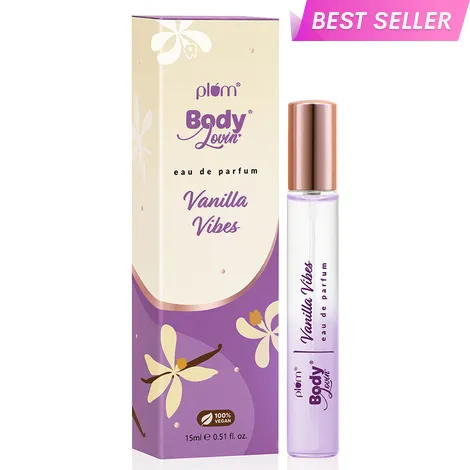 BEST SELLER
plum®
Body®
Lovin'
eau de parfum
Vanilla
Vibes
100%
VEGAN
15ml ℮ 0.51 fl. oz.
Vanilla Vibes
eau de parfum
plum®
Body®
Lovin'